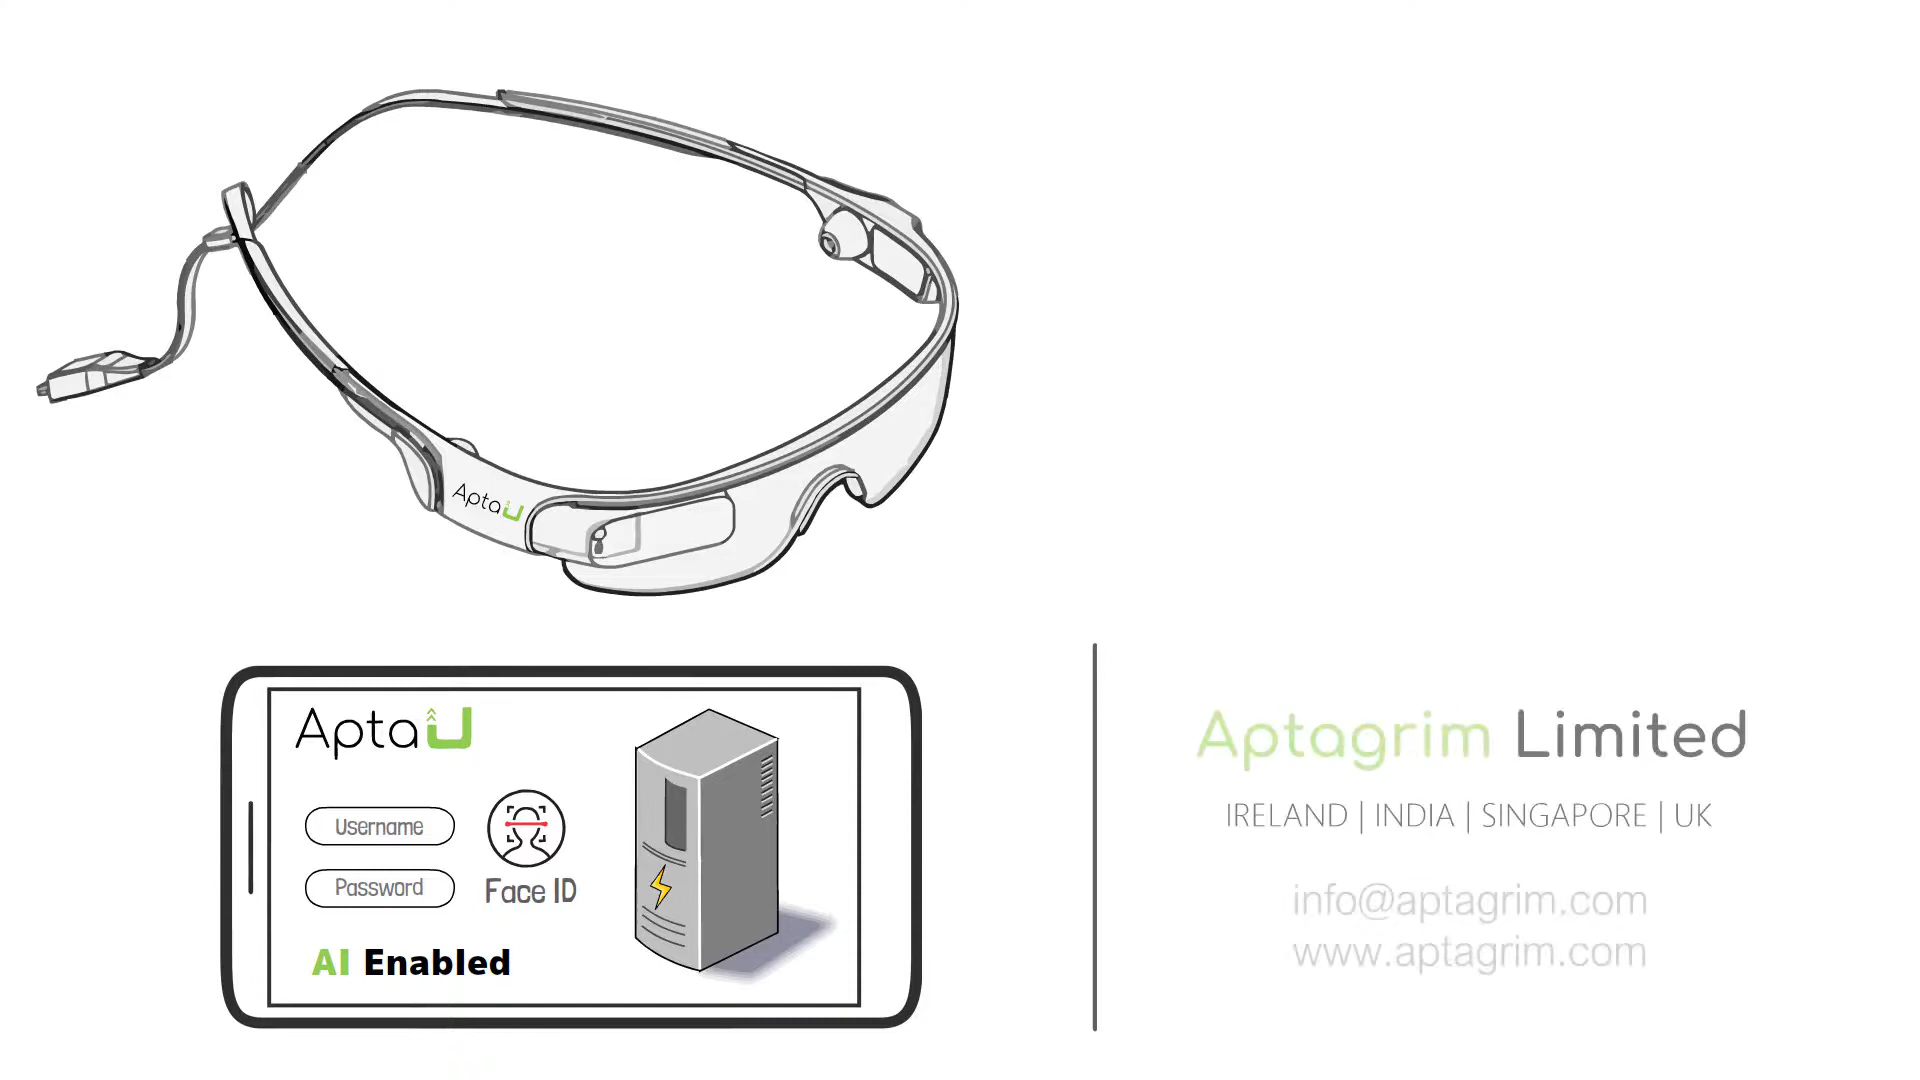 AptaU
AptaU
Username
Password
Face ID
AI Enabled
Aptagrim Limited
IRELAND | INDIA | SINGAPORE | UK
info@aptagrim.com
www.aptagrim.com